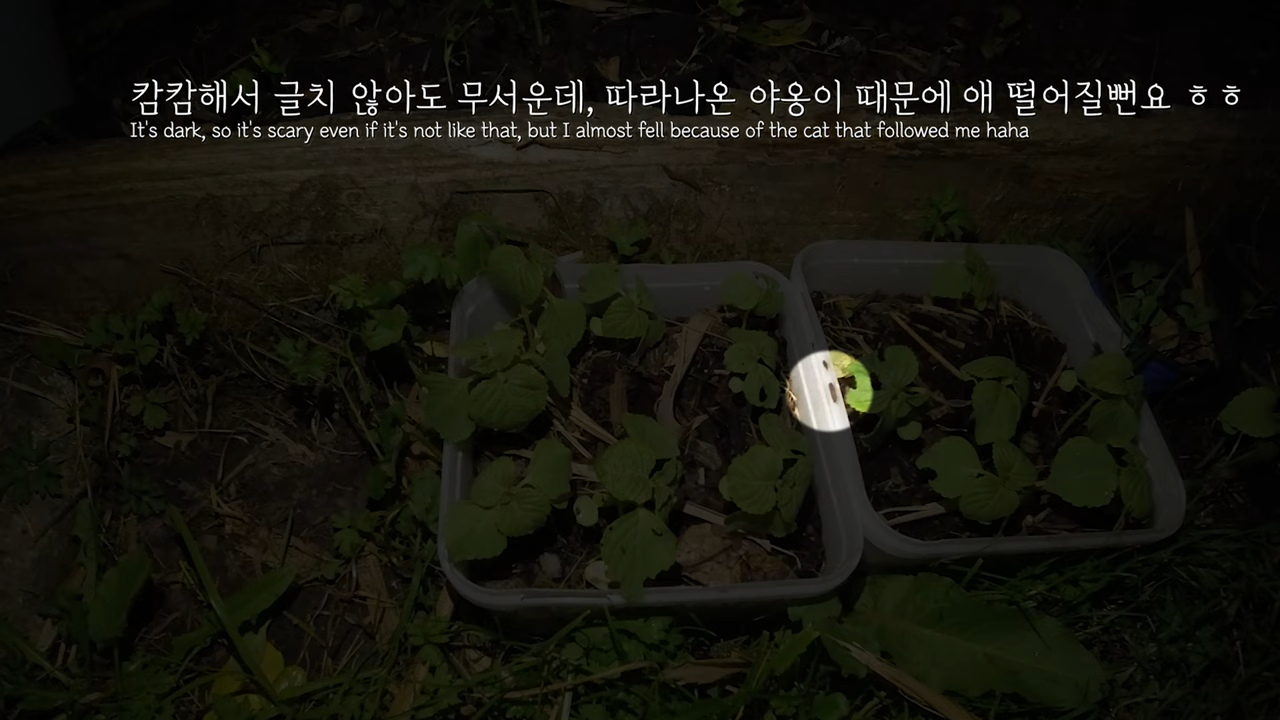 캄캄해서 글치 않아도 무서운데, 따라나온 야옹이 때문에 애 떨어질뻔요 ㅎㅎ
It's dark, so it's scary even if it's not like that, but I almost fell because of the cat that followed me haha